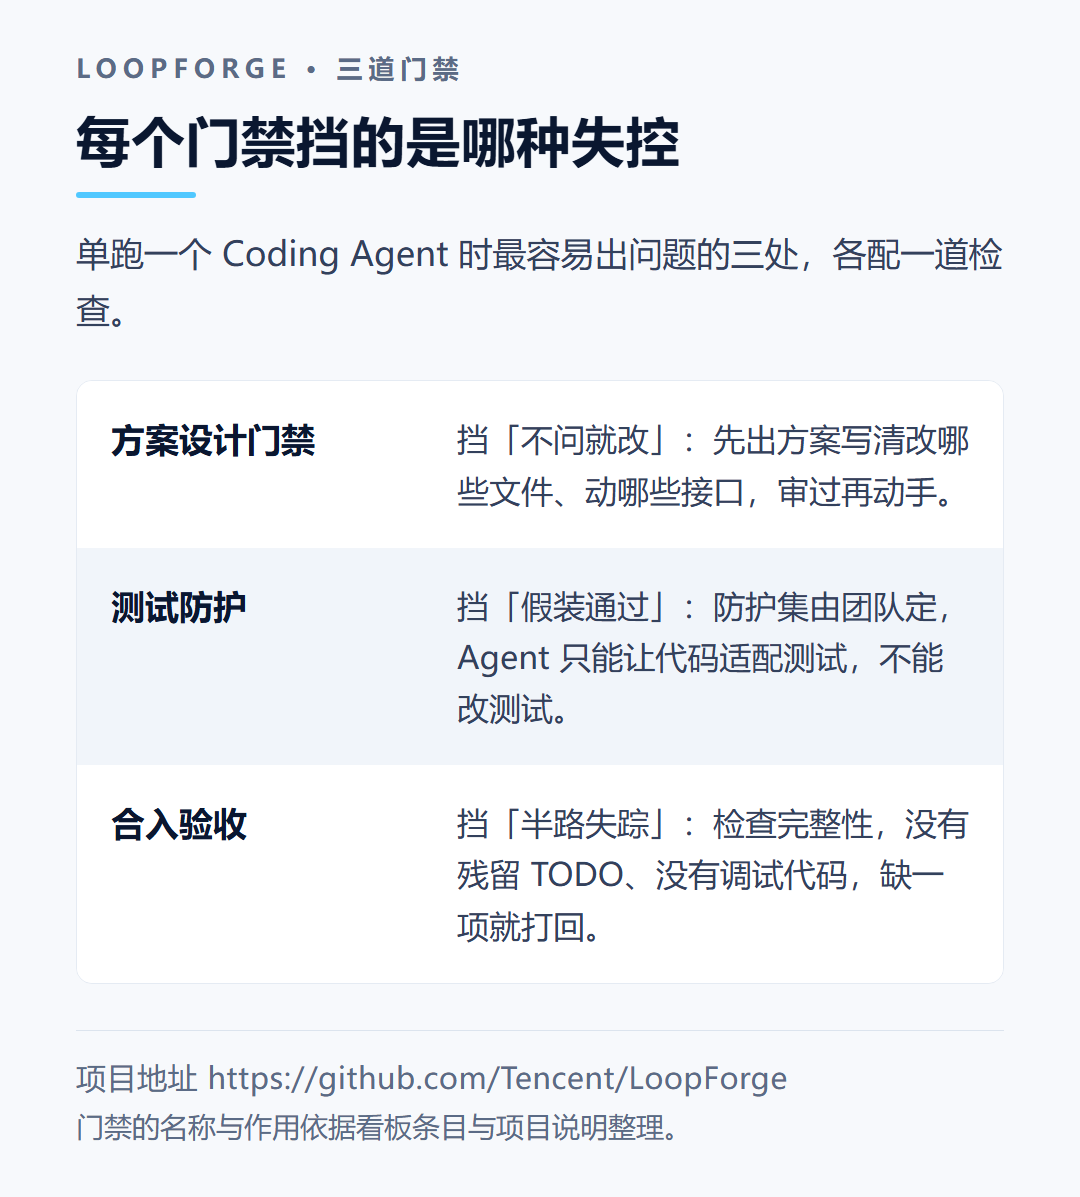 LOOPFORGE • 三道门禁
每个门禁挡的是哪种失控
单跑一个 Coding Agent 时最容易出问题的三处，各配一道检
查。
方案设计门禁
挡「不问就改」：先出方案写清改哪
些文件、动哪些接口，审过再动手。
测试防护
挡「假装通过」：防护集由团队定，
Agent 只能让代码适配测试，不能
改测试。
合入验收
挡「半路失踪」：检查完整性，没有
残留 TODO、没有调试代码，缺一
项就打回。
项目地址 https://github.com/Tencent/LoopForge
门禁的名称与作用依据看板条目与项目说明整理。